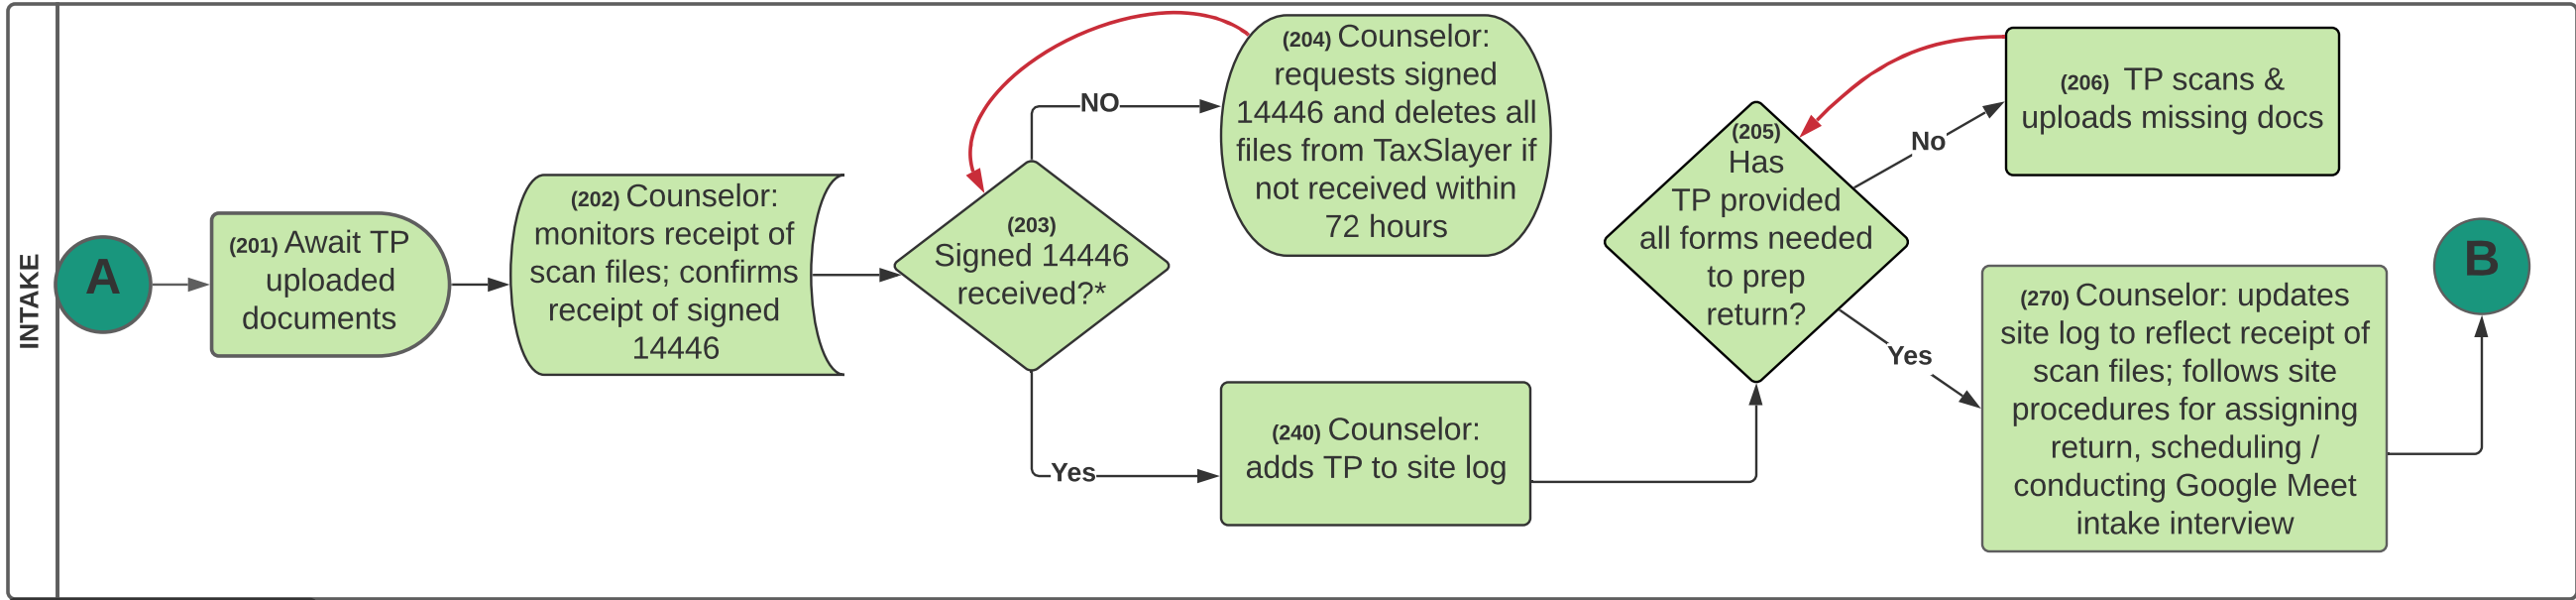 INTAKE
A
(201) Await TP
uploaded
documents
(202) Counselor:
monitors receipt of
scan files; confirms
receipt of signed
14446
(203)
Signed 14446
received?*
NO
(204) Counselor:
requests signed
14446 and deletes all
files from TaxSlayer if
not received within
72 hours
Yes
(240) Counselor:
adds TP to site log
(205)
Has
TP provided
all forms needed
to prep
return?
No
(206) TP scans &
uploads missing docs
Yes
(270) Counselor: updates
site log to reflect receipt of
scan files; follows site
procedures for assigning
return, scheduling /
conducting Google Meet
intake interview
B